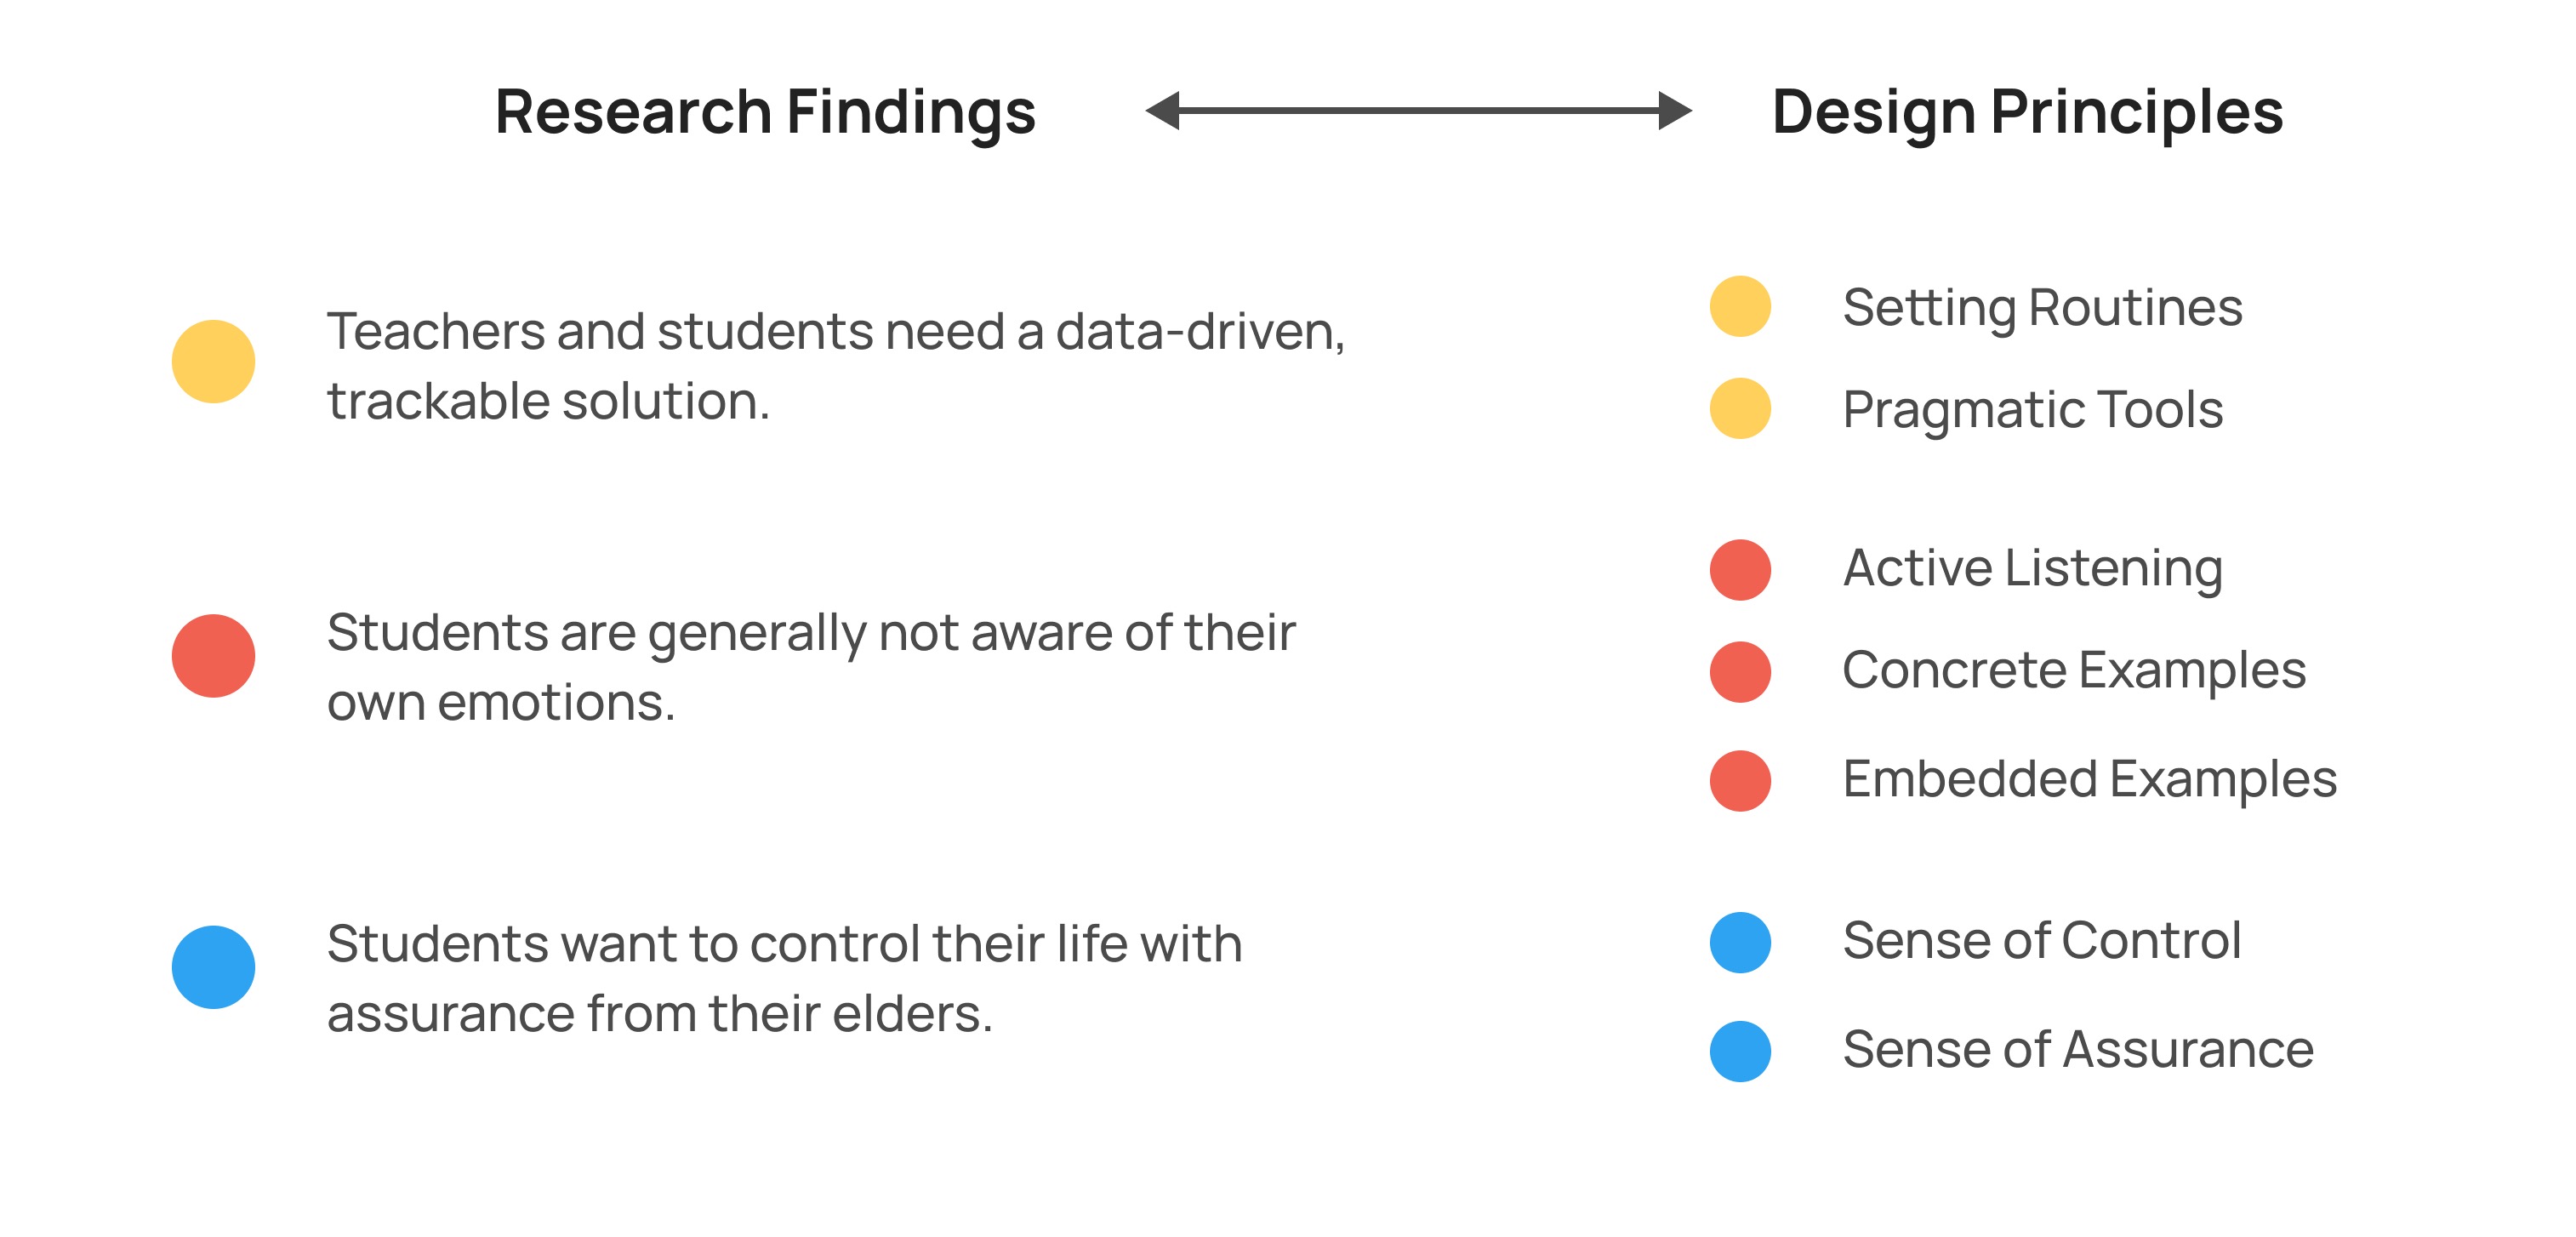 Research Findings
Design Principles
Teachers and students need a data-driven,
trackable solution.
Setting Routines
Pragmatic Tools
Students are generally not aware of their
own emotions.
Active Listening
Concrete Examples
Embedded Examples
Students want to control their life with
assurance from their elders.
Sense of Control
Sense of Assurance